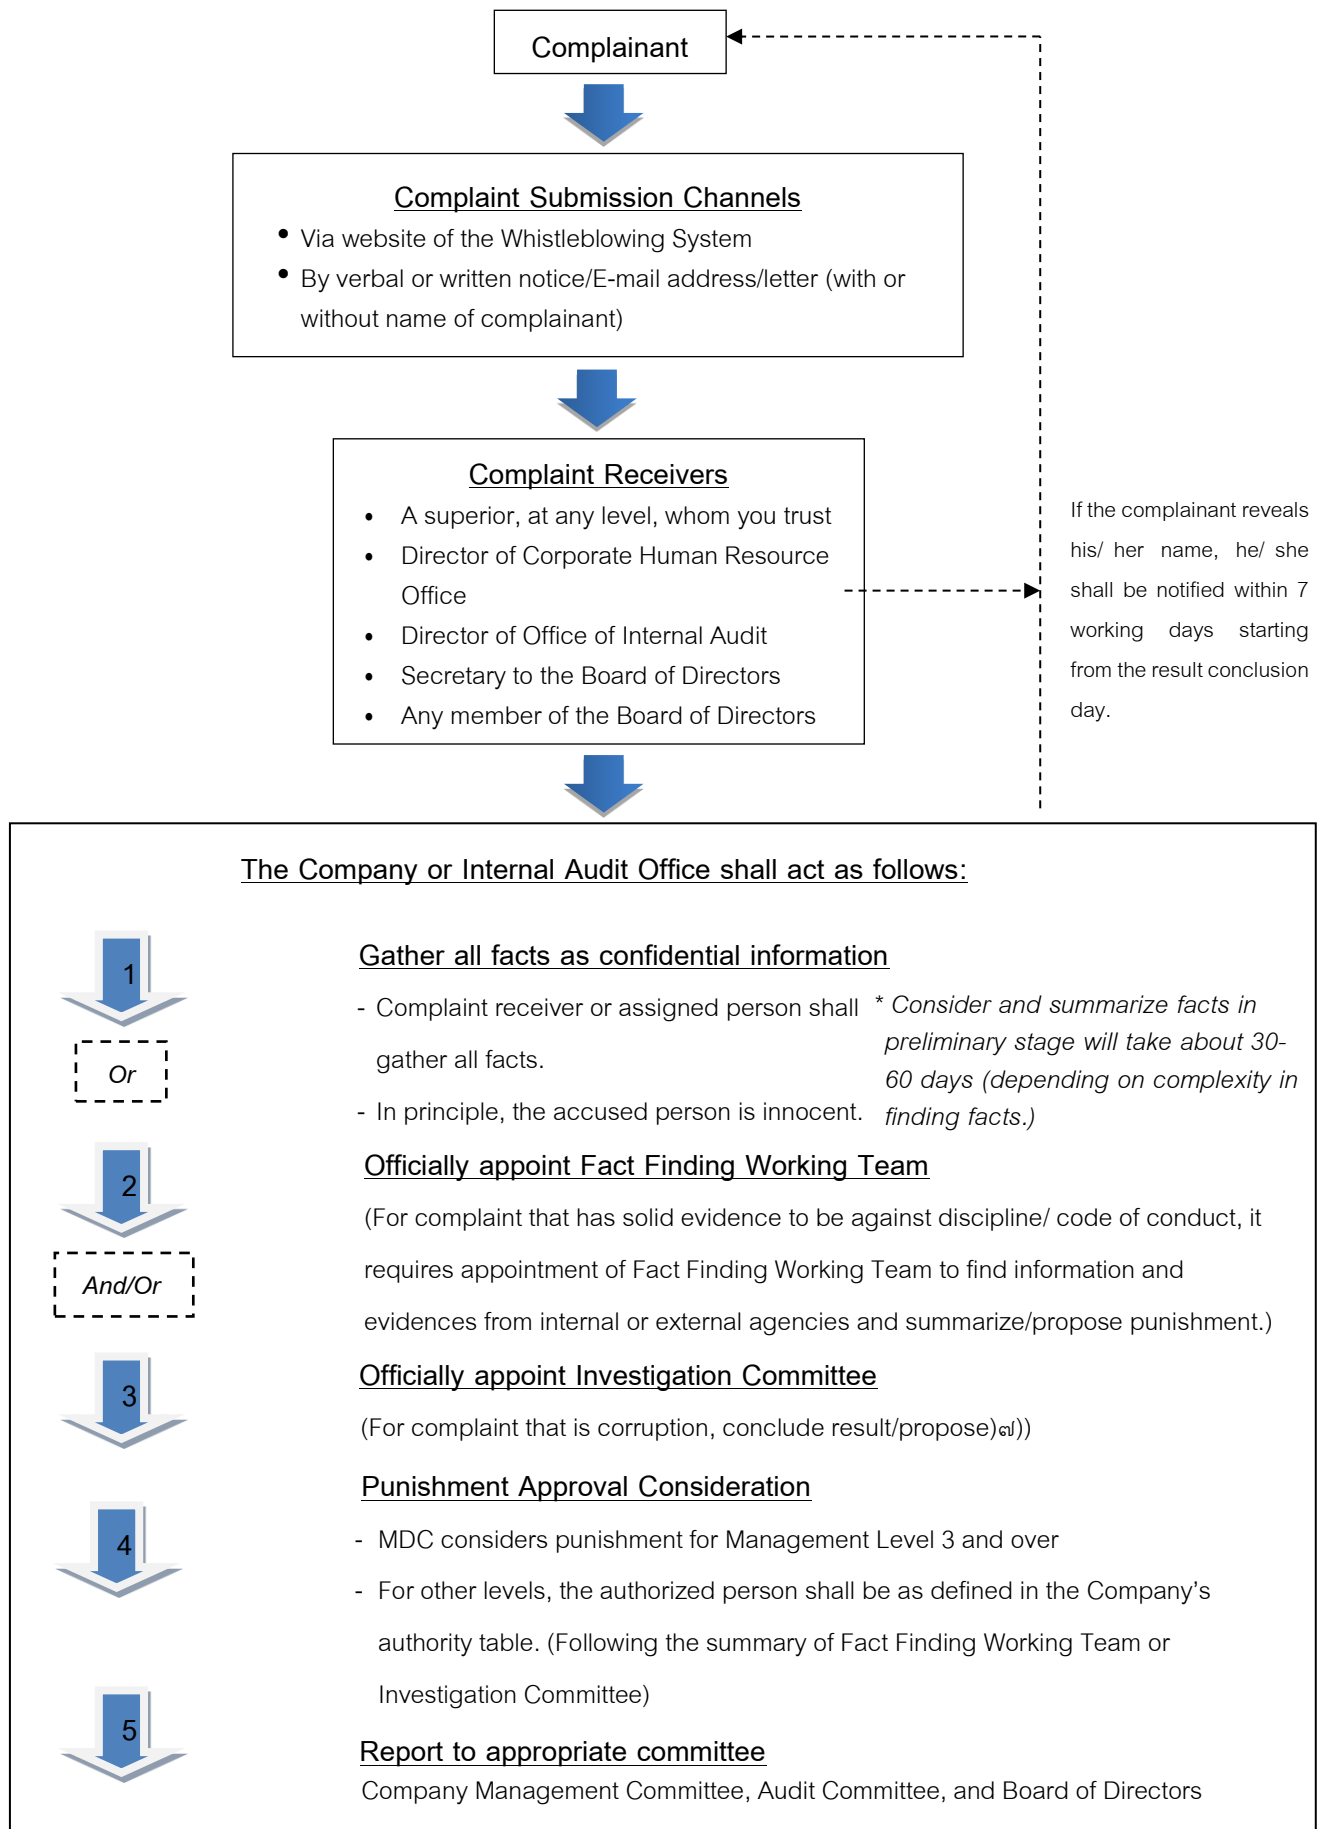 Complainant
Complaint Submission Channels
• Via website of the Whistleblowing System
• By verbal or written notice/E-mail address/letter (with or
without name of complainant)
Complaint Receivers
• A superior, at any level, whom you trust
• Director of Corporate Human Resource
Office
• Director of Office of Internal Audit
• Secretary to the Board of Directors
• Any member of the Board of Directors
If the complainant reveals
his/ her name, he/ she
shall be notified within 7
working days starting
from the result conclusion
day.
The Company or Internal Audit Office shall act as follows:
1
Gather all facts as confidential information
- Complaint receiver or assigned person shall
gather all facts.
- In principle, the accused person is innocent.
* Consider and summarize facts in
preliminary stage will take about 30-
60 days (depending on complexity in
finding facts.)
Or
2
Officially appoint Fact Finding Working Team
(For complaint that has solid evidence to be against discipline/ code of conduct, it
requires appointment of Fact Finding Working Team to find information and
evidences from internal or external agencies and summarize/propose punishment.)
And/Or
3
Officially appoint Investigation Committee
(For complaint that is corruption, conclude result/propose)๗))
4
Punishment Approval Consideration
- MDC considers punishment for Management Level 3 and over
- For other levels, the authorized person shall be as defined in the Company’s
authority table. (Following the summary of Fact Finding Working Team or
Investigation Committee)
5
Report to appropriate committee
Company Management Committee, Audit Committee, and Board of Directors